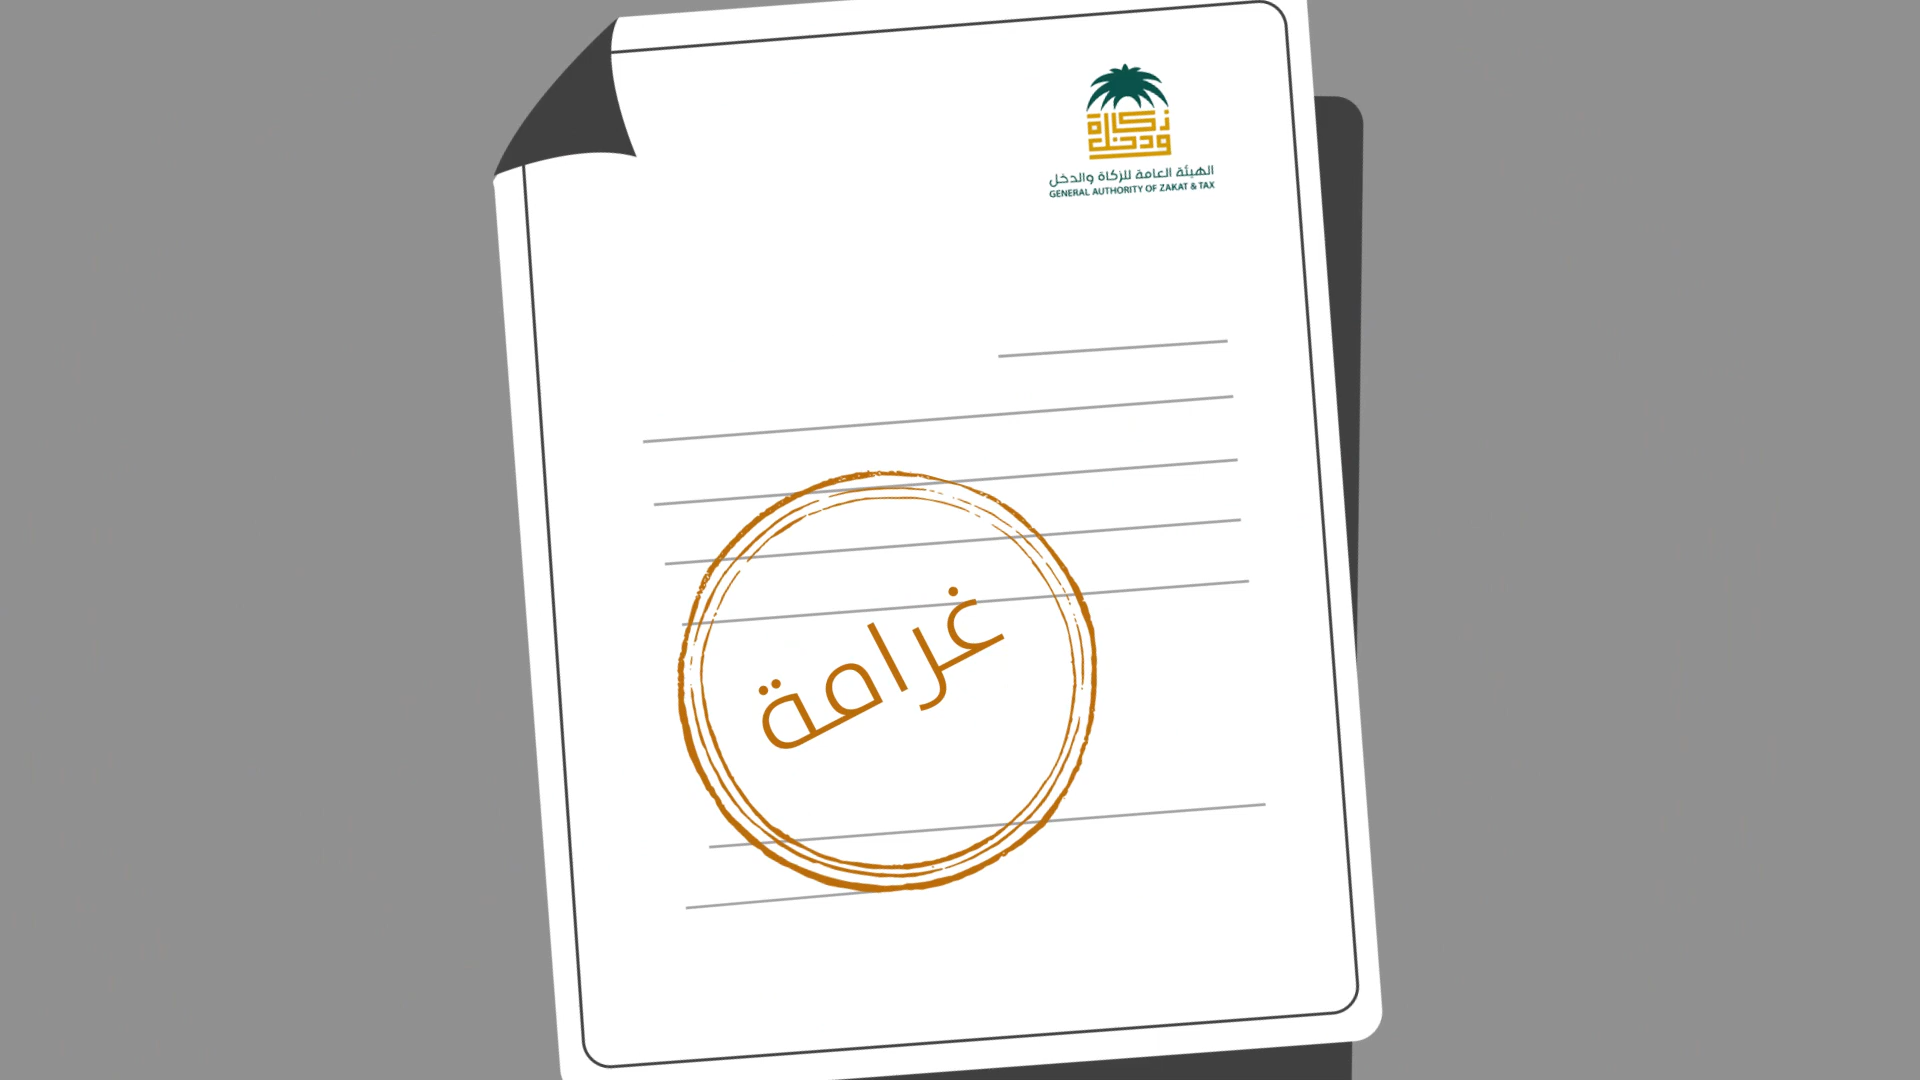 زكاة
ودخل
الهيئة العامة للزكاة والدخل
GENERAL AUTHORITY OF ZAKAT & TAX
غرامة